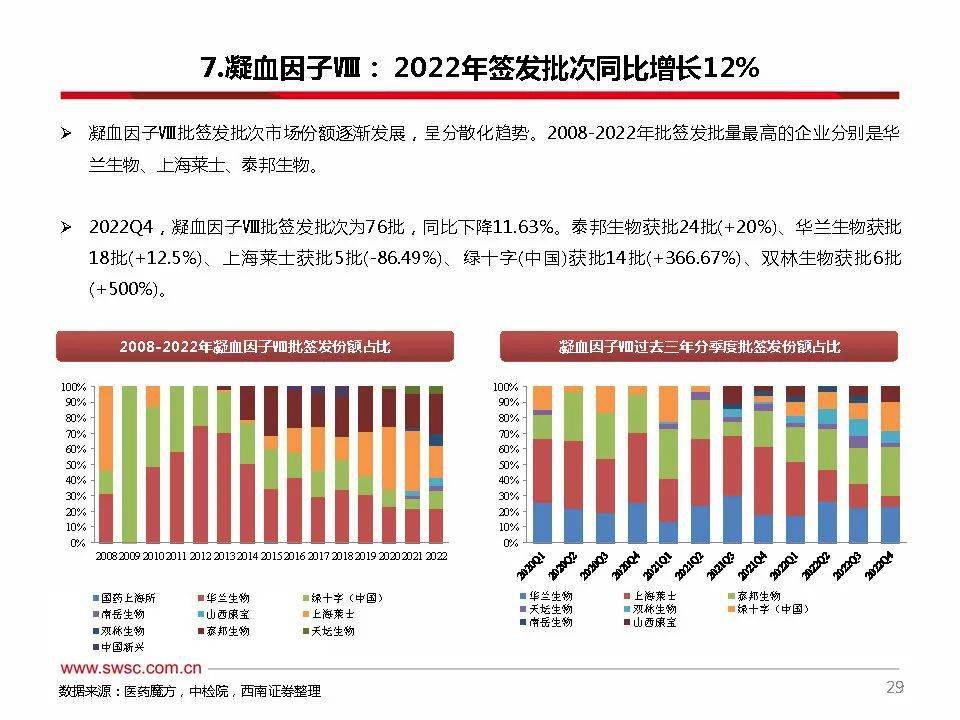 7.凝血因子Ⅷ：2022年签发批次同比增长12%
➢ 凝血因子Ⅷ批签发批次市场份额逐渐发展，呈分散化趋势。2008-2022年批签发批量最高的企业分别是华
兰生物、上海莱士、泰邦生物。
➢ 2022Q4，凝血因子Ⅷ批签发批次为76批，同比下降11.63%。泰邦生物获批24批(+20%)、华兰生物获批
18批(+12.5%)、上海莱士获批5批(-86.49%)、绿十字(中国)获批14批(+366.67%)、双林生物获批6批
(+500%)。
2008-2022年凝血因子Ⅷ批签发份额占比
100%
90%
80%
70%
60%
50%
40%
30%
20%
10%
0%
2008 2009 2010 2011 2012 2013 2014 2015 2016 2017 2018 2019 2020 2021 2022
国药上海所 华兰生物 绿十字（中国）
南岳生物 山西康宝 上海莱士
双林生物 泰邦生物 天坛生物
中国新兴
凝血因子Ⅷ过去三年分季度批签发份额占比
100%
90%
80%
70%
60%
50%
40%
30%
20%
10%
0%
2020Q1 2020Q2 2020Q3 2020Q4 2021Q1 2021Q2 2021Q3 2021Q4 2022Q1 2022Q2 2022Q3 2022Q4
华兰生物 上海莱士 泰邦生物
天坛生物 双林生物 绿十字（中国）
南岳生物 山西康宝
www.swsc.com.cn
数据来源：医药魔方，中检院，西南证券整理
29